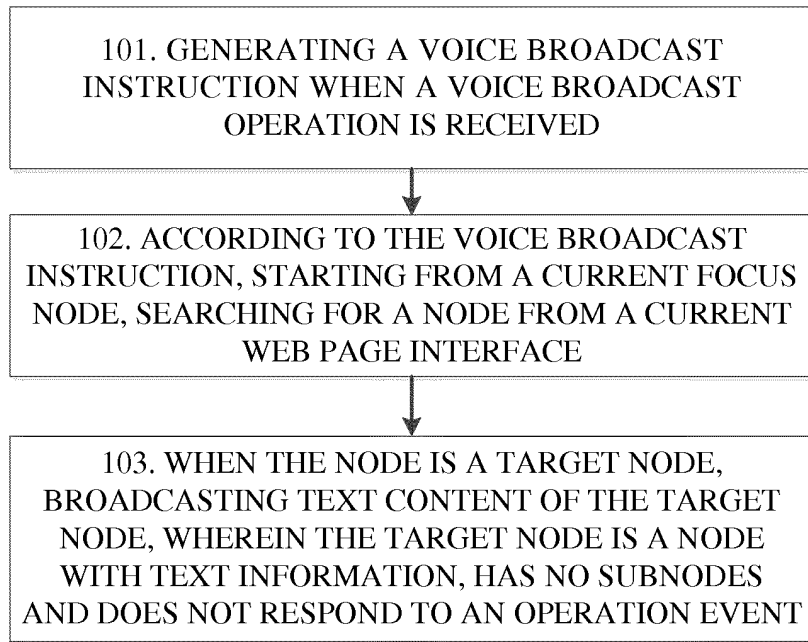 101. GENERATING A VOICE BROADCAST
INSTRUCTION WHEN A VOICE BROADCAST
OPERATION IS RECEIVED
102. ACCORDING TO THE VOICE BROADCAST
INSTRUCTION, STARTING FROM A CURRENT FOCUS
NODE, SEARCHING FOR A NODE FROM A CURRENT
WEB PAGE INTERFACE
103. WHEN THE NODE IS A TARGET NODE,
BROADCASTING TEXT CONTENT OF THE TARGET
NODE, WHEREIN THE TARGET NODE IS A NODE
WITH TEXT INFORMATION, HAS NO SUBNODES
AND DOES NOT RESPOND TO AN OPERATION EVENT